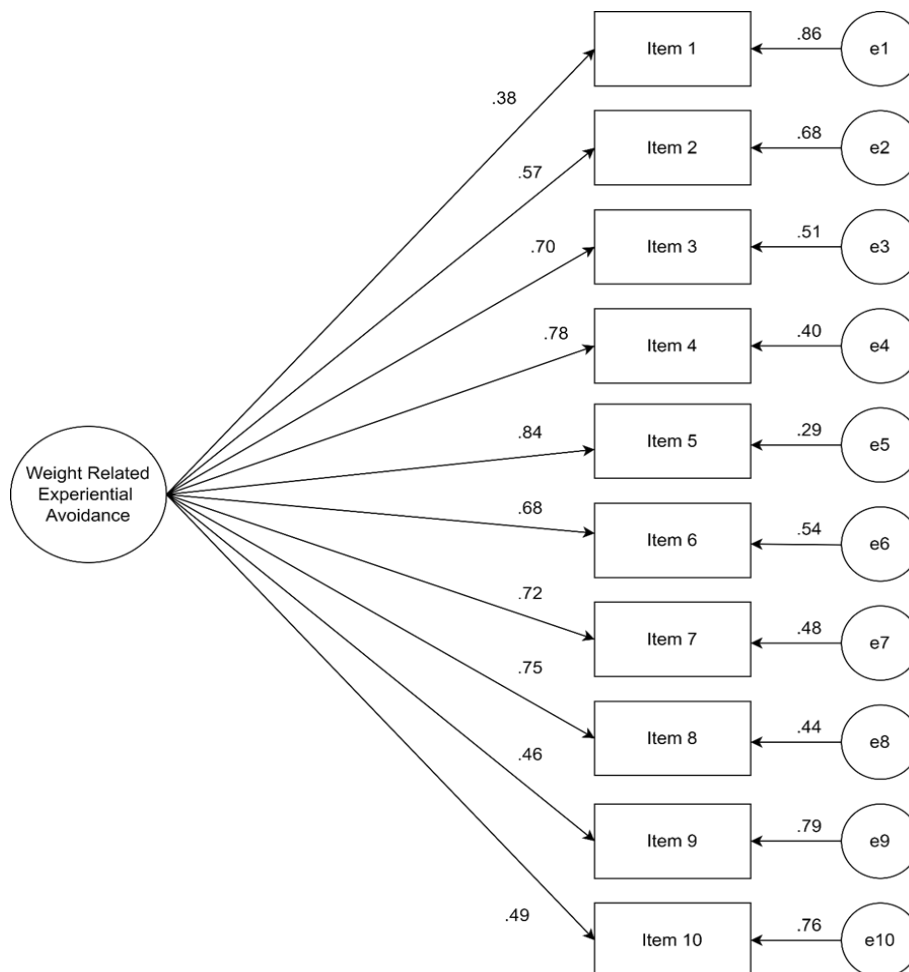 .38
Item 1
.86
e1
.57
Item 2
.68
e2
.70
Item 3
.51
e3
.78
Item 4
.40
e4
.84
Item 5
.29
e5
Weight Related
Experiential
Avoidance
.68
Item 6
.54
e6
.72
Item 7
.48
e7
.75
Item 8
.44
e8
.46
Item 9
.79
e9
.49
Item 10
.76
e10